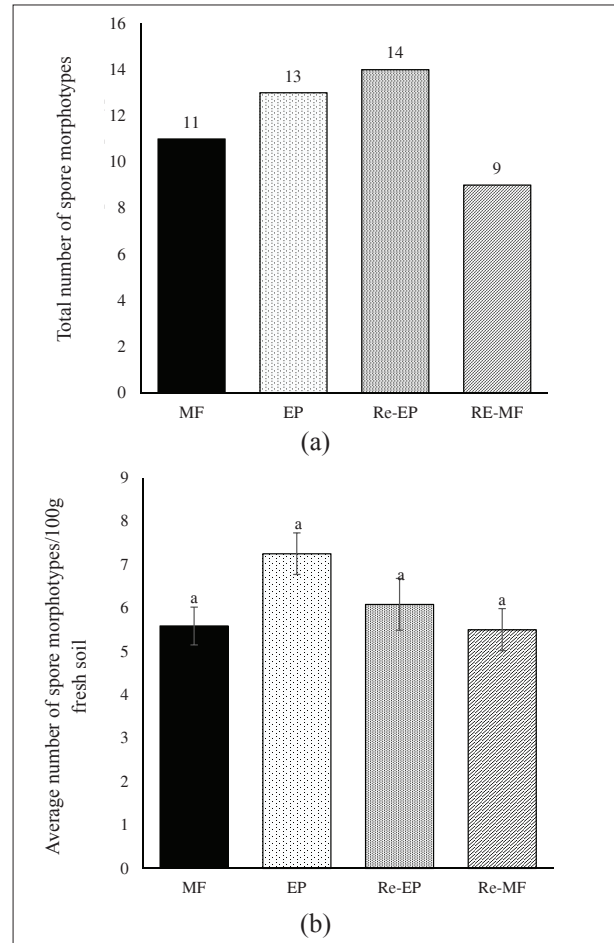 Total number of spore morphotypes
16
14
12
10
8
6
4
2
0
11
13
14
9
MF EP Re-EP RE-MF
(a)
Average number of spore morphotypes/100g
fresh soil
9
8
7
6
5
4
3
2
1
0
a
a
a
a
MF EP Re-EP Re-MF
(b)